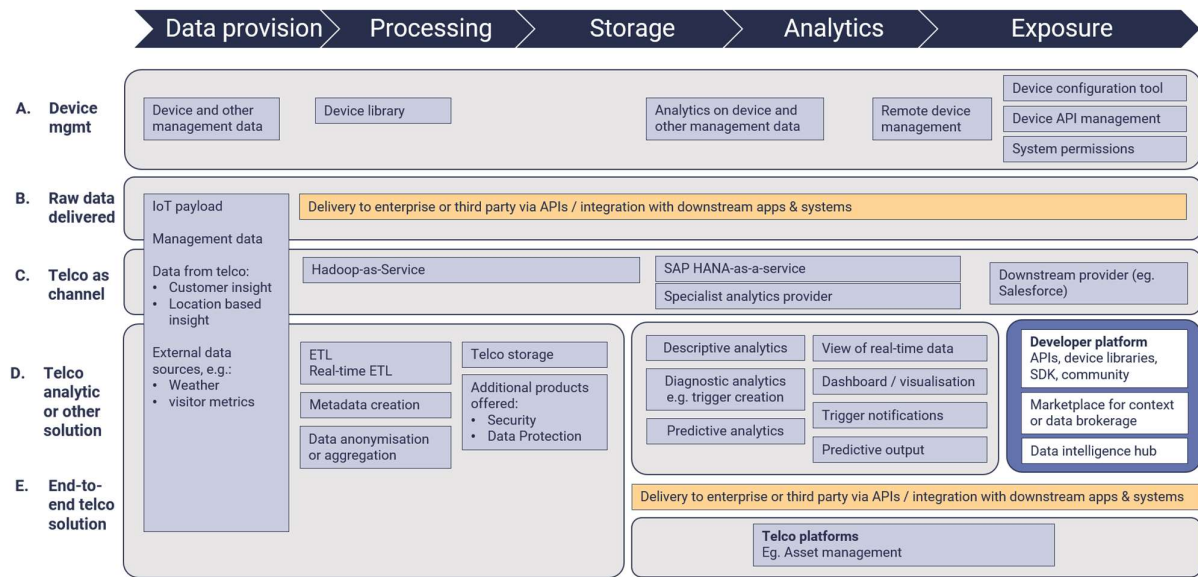 Data provision
Processing
Storage
Analytics
Exposure
A. Device
mgmt
Device and other
management data
Device library
Analytics on device and
other management data
Remote device
management
Device configuration tool
Device API management
System permissions
B. Raw data
delivered
IoT payload
Management data
Data from telco:
• Customer insight
• Location based
insight
External data
sources, e.g.:
• Weather
• visitor metrics
Delivery to enterprise or third party via APIs / integration with downstream apps & systems
C. Telco as
channel
Hadoop-as-Service
SAP HANA-as-a-service
Specialist analytics provider
Downstream provider (eg.
Salesforce)
D. Telco
analytic
or other
solution
ETL
Real-time ETL
Metadata creation
Data anonymisation
or aggregation
Telco storage
Additional products
offered:
• Security
• Data Protection
Descriptive analytics
Diagnostic analytics
e.g. trigger creation
Predictive analytics
View of real-time data
Dashboard / visualisation
Trigger notifications
Predictive output
Developer platform
APIs, device libraries,
SDK, community
Marketplace for context
or data brokerage
Data intelligence hub
E. End-to-
end telco
solution
Delivery to enterprise or third party via APIs / integration with downstream apps & systems
Telco platforms
Eg. Asset management